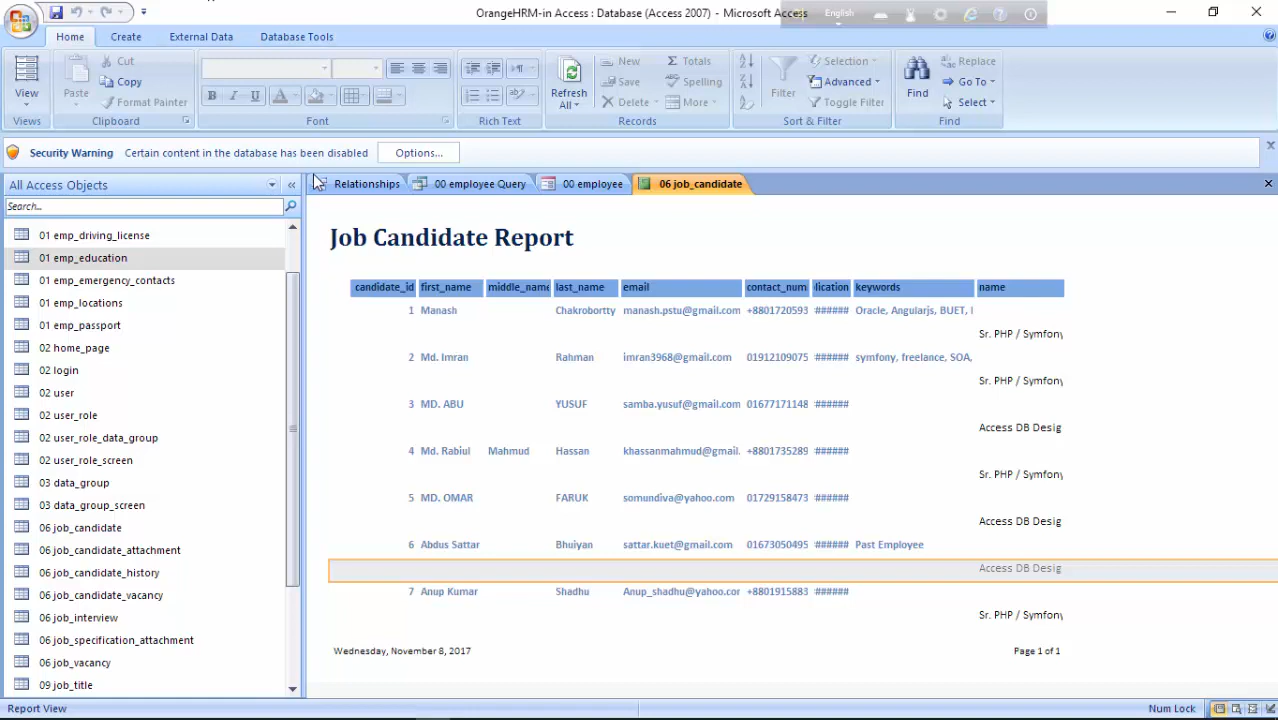 OrangeHRM-in Access : Database (Access 2007) - Microsoft Access
English
Home Create External Data Database Tools
View
Views
Paste
Cut
Copy
Format Painter
Clipboard
B I U A
Font
Rich Text
Refresh All
New
Save
Delete
Totals
Spelling
More
Records
Filter
Selection
Advanced
Toggle Filter
Sort & Filter
Find
Replace
Go To
Select
Find
Security Warning Certain content in the database has been disabled Options...
All Access Objects
Search...
01 emp_driving_license
01 emp_education
01 emp_emergency_contacts
01 emp_locations
01 emp_passport
02 home_page
02 login
02 user
02 user_role
02 user_role_data_group
02 user_role_screen
03 data_group
03 data_group_screen
06 job_candidate
06 job_candidate_attachment
06 job_candidate_history
06 job_candidate_vacancy
06 job_interview
06 job_specification_attachment
06 job_vacancy
09 job_title
Relationships 00 employee Query 00 employee 06 job_candidate
Job Candidate Report
candidate_id first_name middle_name last_name email contact_num lication keywords name
1 Manash Chakrobortty manash.pstu@gmail.com +8801720593 ###### Oracle, Angularjs, BUET,
Sr. PHP / Symfony
2 Md. Imran Rahman imran3968@gmail.com 01912109075 ###### symfony, freelance, SOA,
Sr. PHP / Symfony
3 MD. ABU YUSUF samba.yusuf@gmail.com 01677171148 ######
Access DB Desig
4 Md. Rabiul Mahmud Hassan khassanmahmud@gmail. +8801735289 ######
Sr. PHP / Symfony
5 MD. OMAR FARUK somundiva@yahoo.com 01729158473 ######
Access DB Desig
6 Abdus Sattar Bhuiyan sattar.kuet@gmail.com 01673050495 ###### Past Employee
Access DB Desig
7 Anup Kumar Shadhu Anup_shadhu@yahoo.cor +8801915883 ######
Sr. PHP / Symfony
Wednesday, November 8, 2017 Page 1 of 1
Report View Num Lock